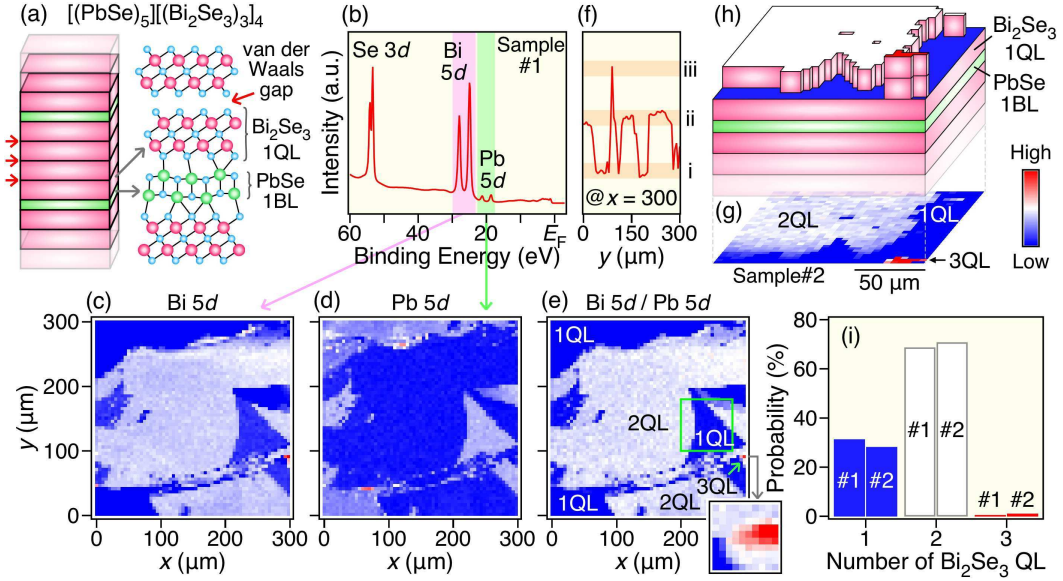 (a) [(PbSe)₅][(Bi₂Se₃)₃]₄
van der
Waals
gap
Bi₂Se₃
1QL
PbSe
1BL
(b)
Se 3d
Bi
5d
Sample
#1
Pb
5d
Intensity (a.u.)
60 40 20 E_F
Binding Energy (eV)
(f)
iii
ii
i
@x = 300
0 300
y (μm)
(h)
Bi₂Se₃
1QL
PbSe
1BL
(g)
2QL
1QL
3QL
Sample#2
50 μm
High
Low
(c) Bi 5d
300
200
100
0
y (μm)
0 100 200 300
x (μm)
(d) Pb 5d
0 100 200 300
x (μm)
(e) Bi 5d / Pb 5d
1QL
2QL
1QL
3QL
1QL
2QL
0 100 200
x (μm)
(i)
80
60
40
20
0
Probability (%)
#1 #2
#1 #2
#1 #2
1 2 3
Number of Bi₂Se₃ QL